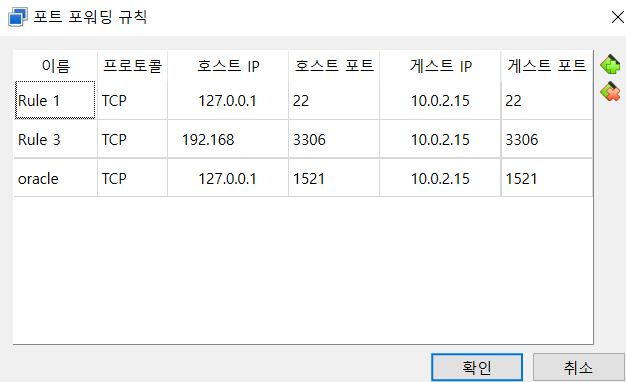 포트 포워딩 규칙
이름 프로토콜 호스트 IP 호스트 포트 게스트 IP 게스트 포트
Rule 1 TCP 127.0.0.1 22 10.0.2.15 22
Rule 3 TCP 192.168 3306 10.0.2.15 3306
oracle TCP 127.0.0.1 1521 10.0.2.15 1521
확인 취소